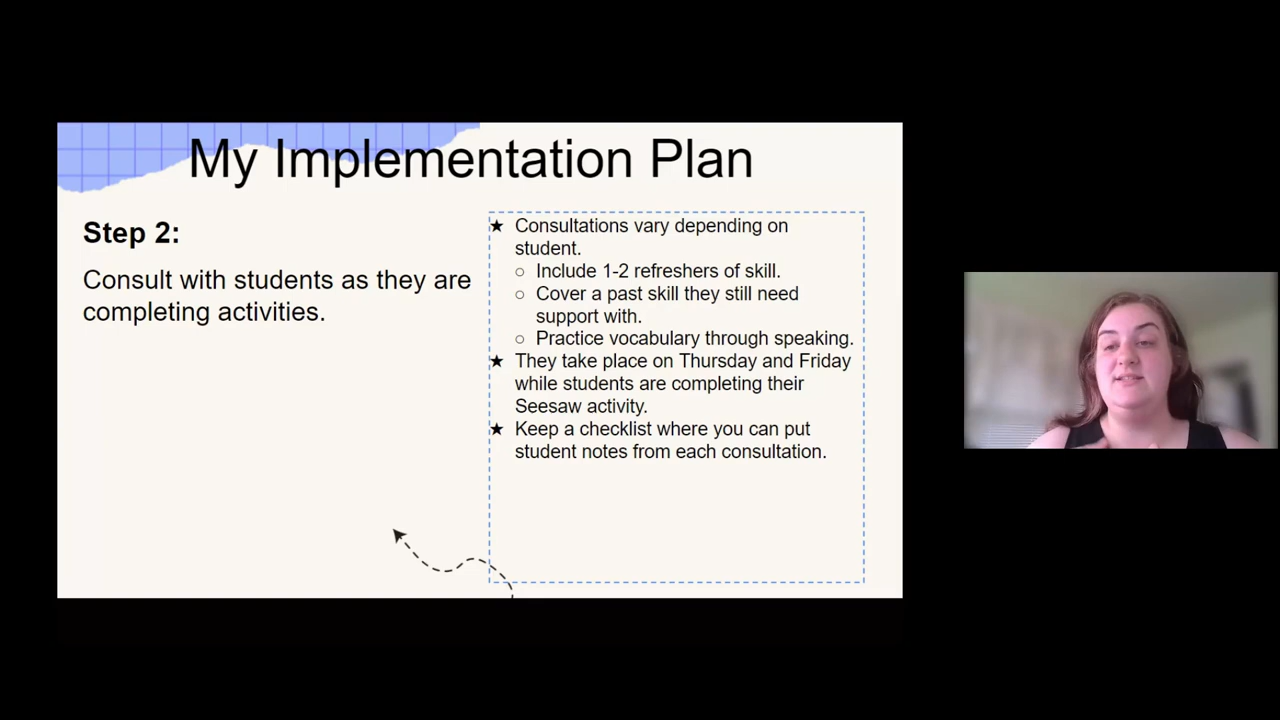 My Implementation Plan
Step 2:
Consult with students as they are
completing activities.
★ Consultations vary depending on
student.
○ Include 1-2 refreshers of skill.
○ Cover a past skill they still need
support with.
○ Practice vocabulary through speaking.
★ They take place on Thursday and Friday
while students are completing their
Seesaw activity.
★ Keep a checklist where you can put
student notes from each consultation.